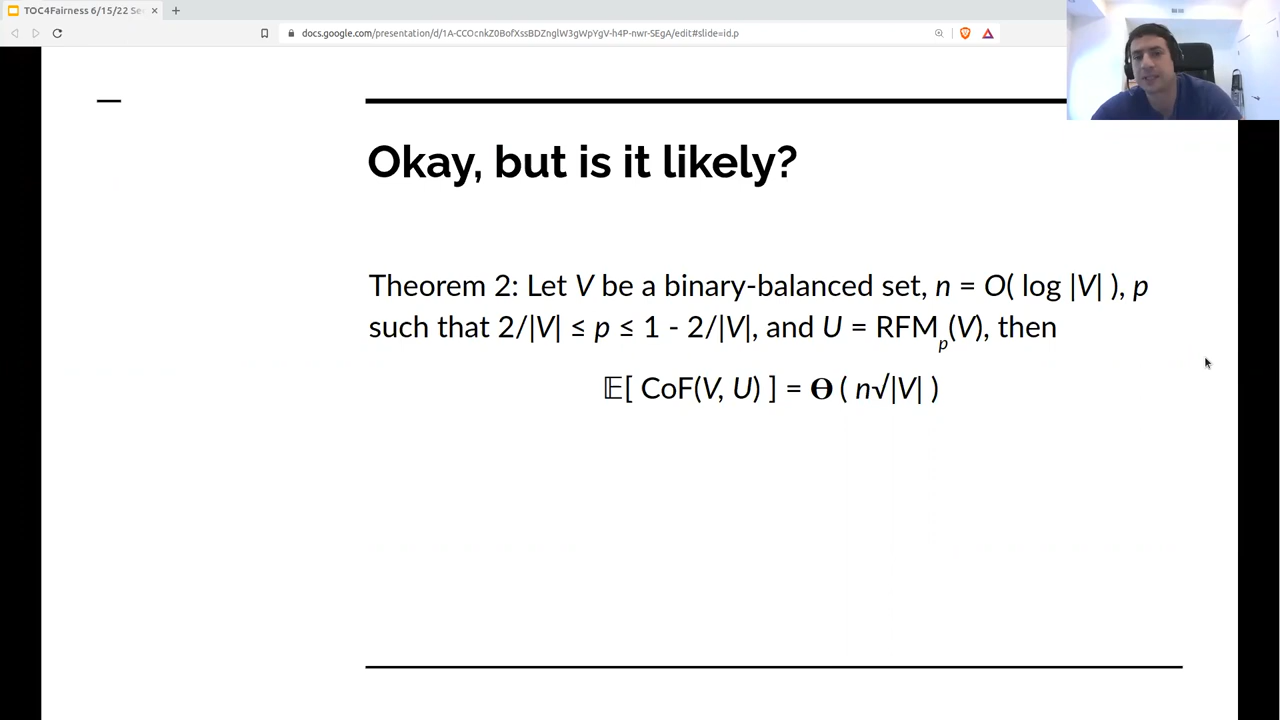 TOC4Fairness 6/15/22 Se
docs.google.com/presentation/d/1A-CCOcnkZ0BofXssBDZnglW3gWpYgV-h4P-nwr-SEgA/edit#slide=id.p
Okay, but is it likely?
Theorem 2: Let V be a binary-balanced set, n = O( log |V| ), p
such that 2/|V| ≤ p ≤ 1 - 2/|V|, and U = RFMₚ(V), then
𝔼[ CoF(V, U) ] = Θ ( n√|V| )